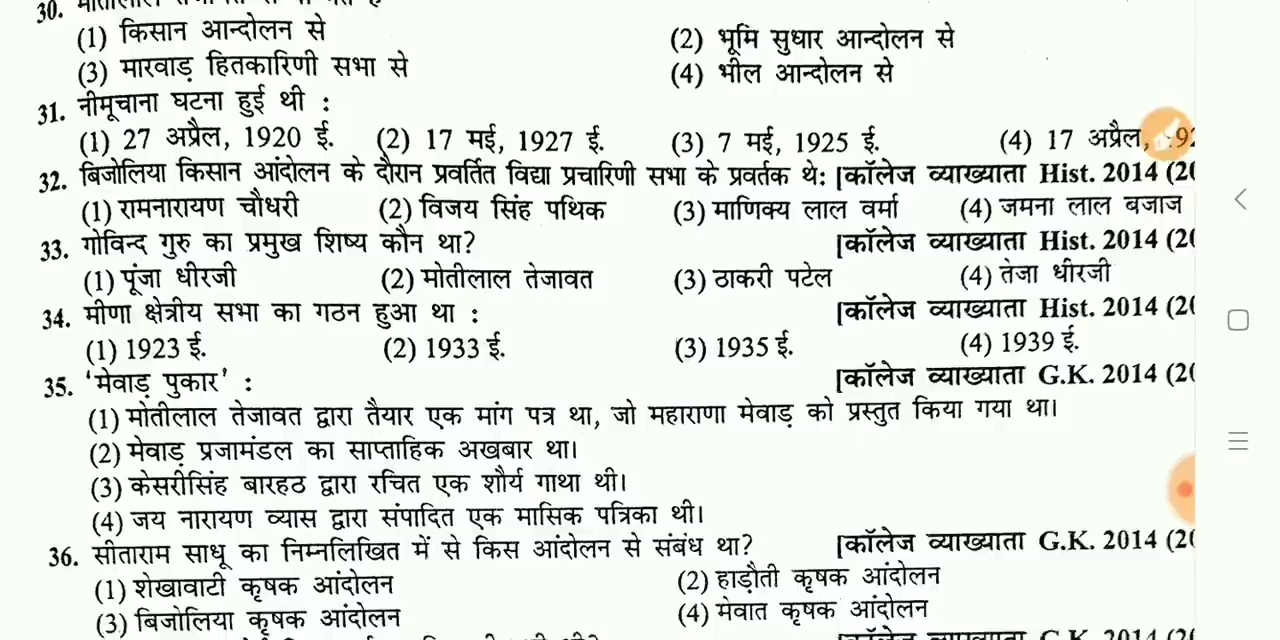 30.
(1) किसान आन्दोलन से (2) भूमि सुधार आन्दोलन से
(3) मारवाड़ हितकारिणी सभा से (4) भील आन्दोलन से
31. नीमूचाना घटना हुई थी :
(1) 27 अप्रैल, 1920 ई. (2) 17 मई, 1927 ई. (3) 7 मई, 1925 ई. (4) 17 अप्रैल,
32. बिजोलिया किसान आंदोलन के दौरान प्रवर्तित विद्या प्रचारिणी सभा के प्रवर्तक थे: [कॉलेज व्याख्याता Hist. 2014 (20
(1) रामनारायण चौधरी (2) विजय सिंह पथिक (3) माणिक्य लाल वर्मा (4) जमना लाल बजाज
33. गोविन्द गुरु का प्रमुख शिष्य कौन था? [कॉलेज व्याख्याता Hist. 2014 (20
(1) पूंजा धीरजी (2) मोतीलाल तेजावत (3) ठाकरी पटेल (4) तेजा धीरजी
34. मीणा क्षेत्रीय सभा का गठन हुआ था : [कॉलेज व्याख्याता Hist. 2014 (20
(1) 1923 ई. (2) 1933 ई. (3) 1935 ई. (4) 1939 ई.
35. 'मेवाड़ पुकार' : [कॉलेज व्याख्याता G.K. 2014 (20
(1) मोतीलाल तेजावत द्वारा तैयार एक मांग पत्र था, जो महाराणा मेवाड़ को प्रस्तुत किया गया था।
(2) मेवाड़ प्रजामंडल का साप्ताहिक अखबार था।
(3) केसरीसिंह बारहठ द्वारा रचित एक शौर्य गाथा थी।
(4) जय नारायण व्यास द्वारा संपादित एक मासिक पत्रिका थी।
36. सीताराम साधू का निम्नलिखित में से किस आंदोलन से संबंध था? [कॉलेज व्याख्याता G.K. 2014 (20
(1) शेखावाटी कृषक आंदोलन (2) हाड़ौती कृषक आंदोलन
(3) बिजोलिया कृषक आंदोलन (4) मेवात कृषक आंदोलन